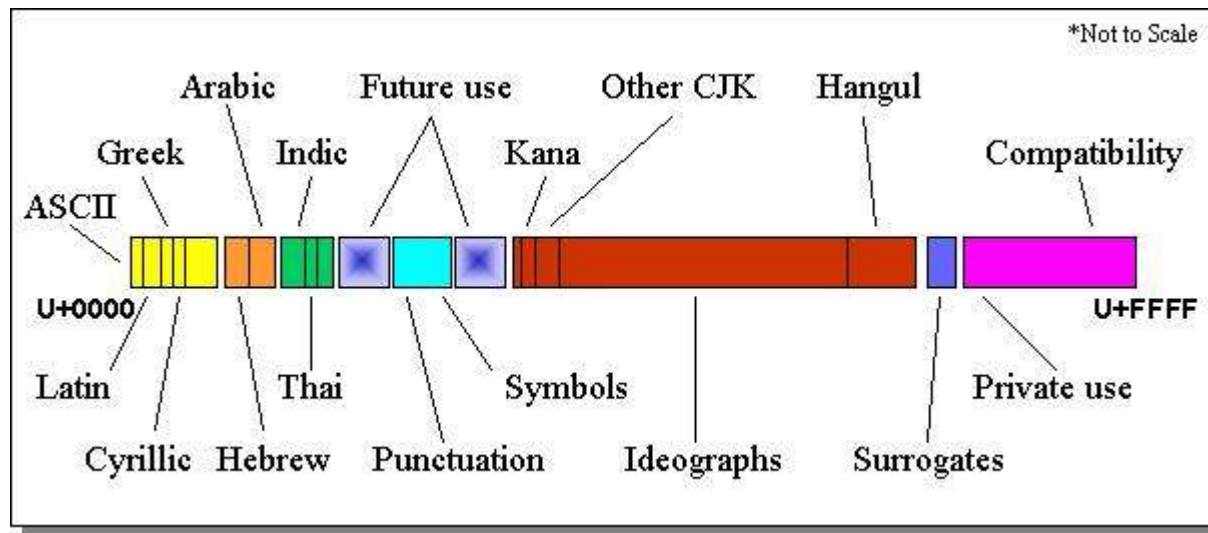 *Not to Scale
Arabic Future use Other CJK Hangul
Greek Indic Kana Compatibility
ASCII
U+0000 U+FFFF
Latin Thai Symbols Private use
Cyrillic Hebrew Punctuation Ideographs Surrogates